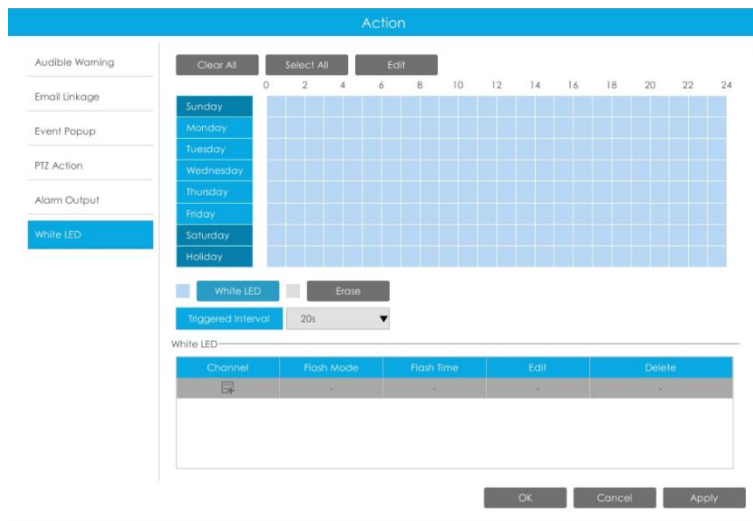 Action
Audible Warning
Email Linkage
Event Popup
PTZ Action
Alarm Output
White LED
Clear All Select All Edit
0 2 4 6 8 10 12 14 16 18 20 22 24
Sunday
Monday
Tuesday
Wednesday
Thursday
Friday
Saturday
Holiday
White LED Erase
Triggered Interval 20s
White LED
Channel Flash Mode Flash Time Edit Delete
- - - -
OK Cancel Apply